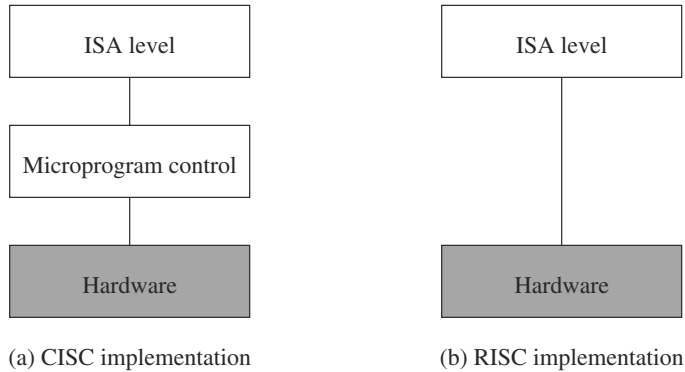 ISA level
Microprogram control
Hardware
(a) CISC implementation
ISA level
Hardware
(b) RISC implementation